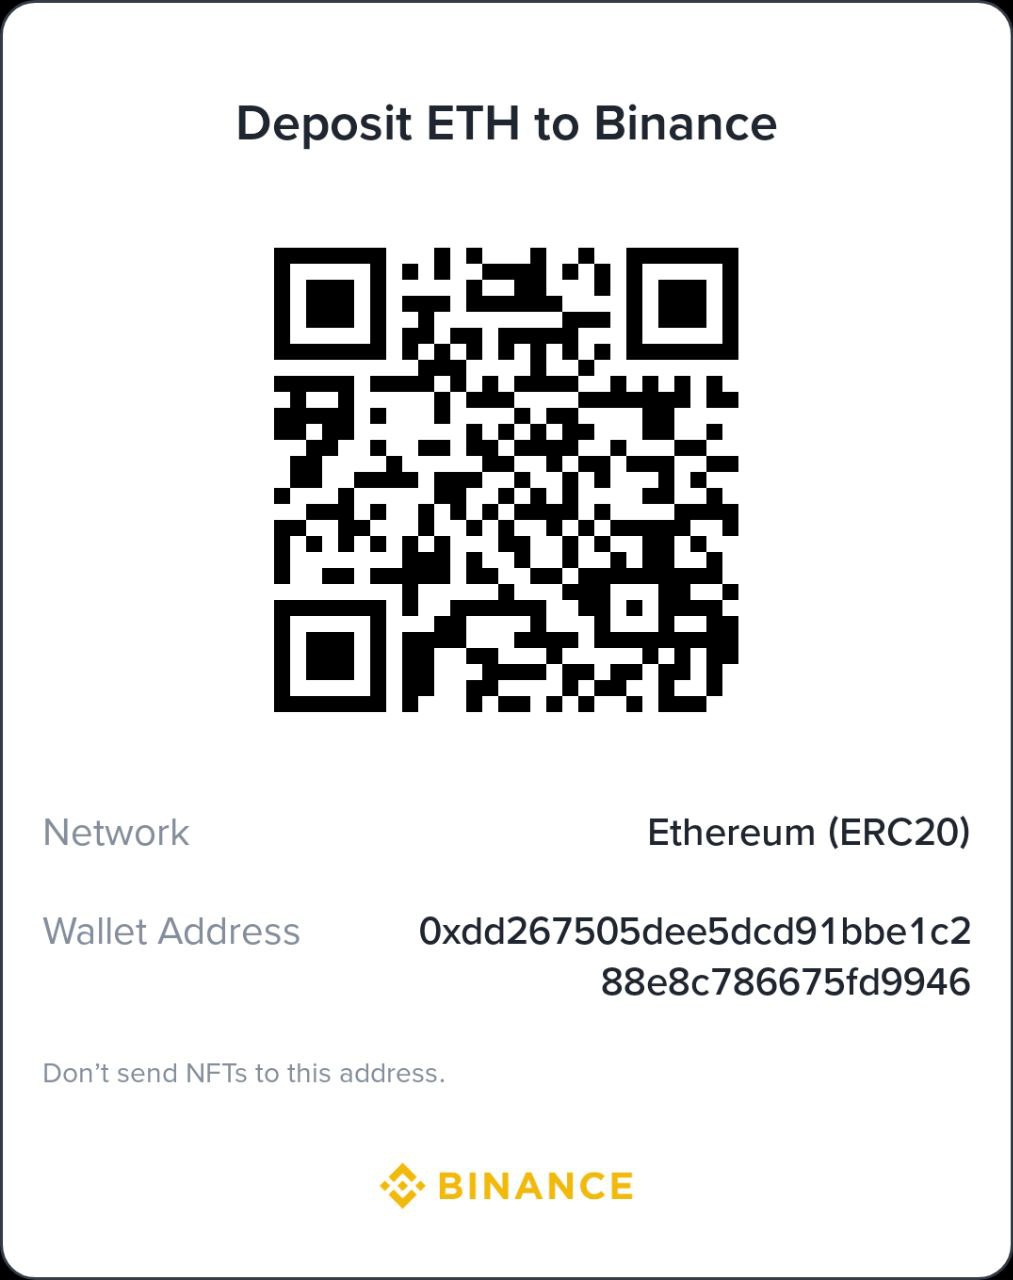 Deposit ETH to Binance
Network
Ethereum (ERC20)
Wallet Address
0xdd267505dee5dcd91bbe1c2
88e8c786675fd9946
Don’t send NFTs to this address.
BINANCE